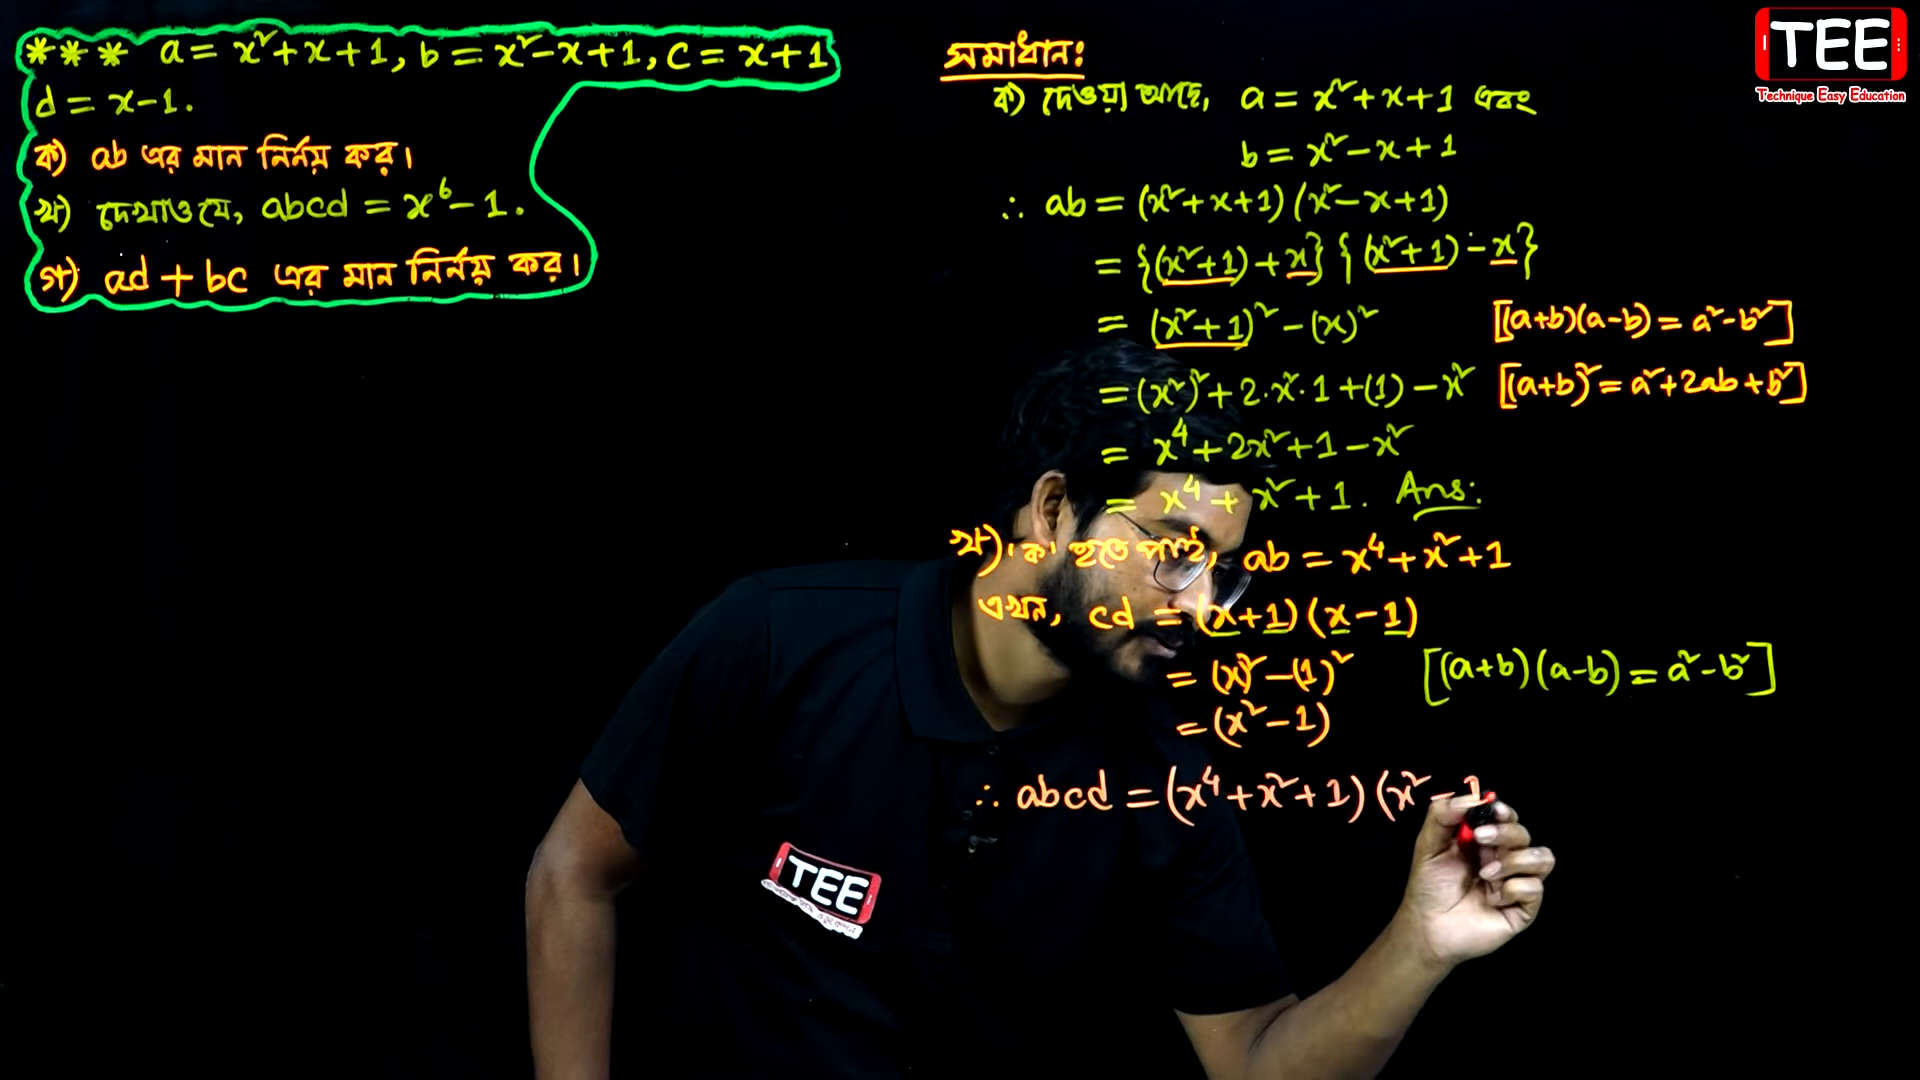 *** a = x²+x+1, b = x²-x+1, c = x+1
d = x-1.
ক) ab এর মান নির্নয় কর।
খ) দেখাও যে, abcd = x⁶-1.
গ) ad + bc এর মান নির্নয় কর।
সমাধান:
ক) দেওয়া আছে, a = x²+x+1 এবং
b = x²-x+1
∴ ab = (x²+x+1)(x²-x+1)
= {(x²+1)+x} {(x²+1)-x}
= (x²+1)² - (x)² [(a+b)(a-b) = a²-b²]
= (x²)²+2·x²·1+(1)-x² [(a+b)² = a²+2ab+b²]
= x⁴+2x²+1-x²
= x⁴+x²+1. Ans:
খ) 'ক' হতে পাই, ab = x⁴+x²+1
এখন, cd = (x+1)(x-1)
= (x)²-(1)² [(a+b)(a-b) = a²-b²]
= (x²-1)
∴ abcd = (x⁴+x²+1)(x²-1
TEE
Technique Easy Education
TEE